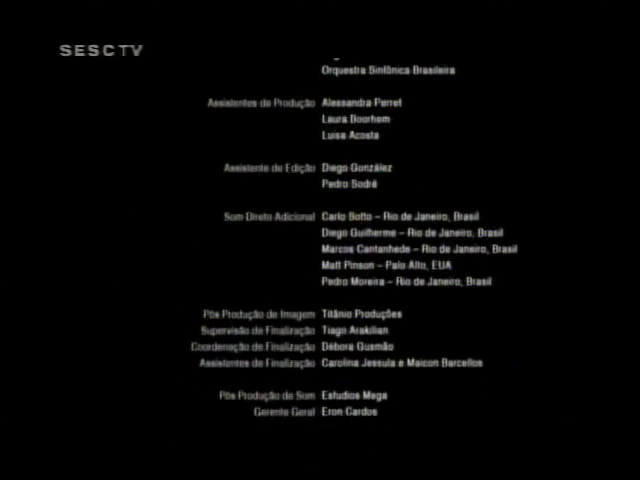 SESCTV
Orquestra Sinfônica Brasileira
Assistentes de Produção Alessandra Perret
Laura Boorhem
Luisa Acosta
Assistente de Edição Diego González
Pedro Sodré
Som Direto Adicional Carlo Botto – Rio de Janeiro, Brasil
Diego Guilherme – Rio de Janeiro, Brasil
Marcos Cantanhede – Rio de Janeiro, Brasil
Matt Pinson – Palo Alto, EUA
Pedro Moreira – Rio de Janeiro, Brasil
Pós Produção de Imagem Titânio Produções
Supervisão de Finalização Tiago Arakilian
Coordenação de Finalização Débora Gusmão
Assistentes de Finalização Carolina Jessula e Maicon Barcellos
Pós Produção de Som Estudios Mega
Gerente Geral Eron Cardos